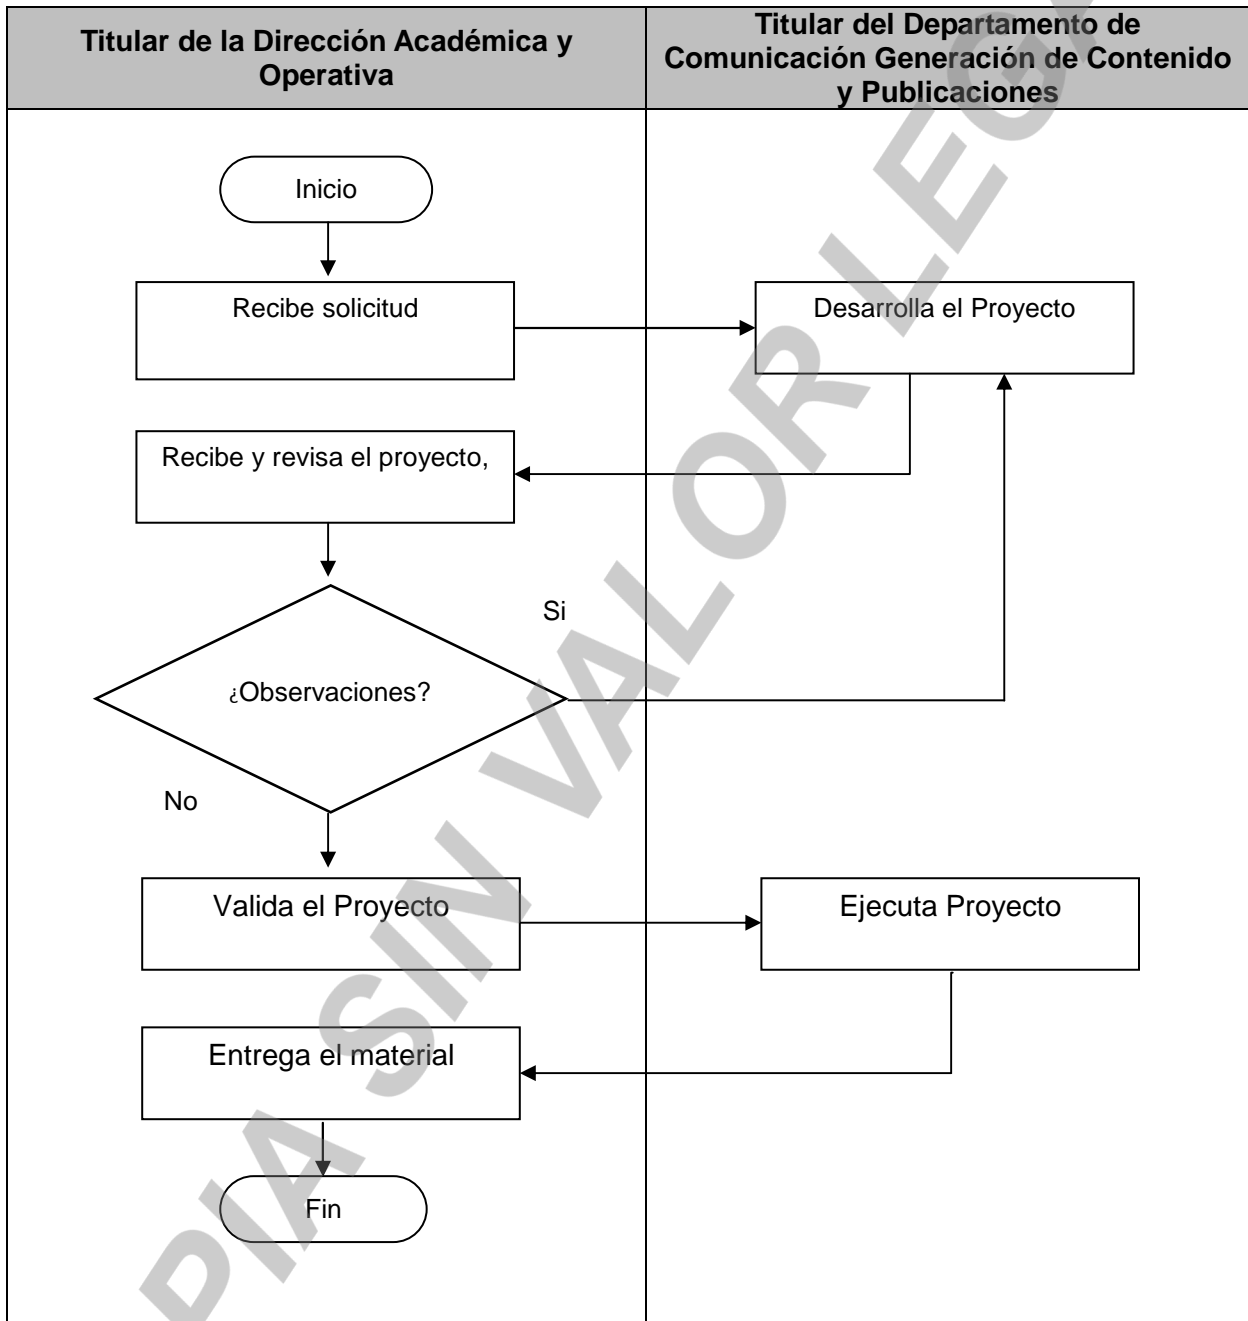 Titular de la Dirección Académica y
Operativa
Titular del Departamento de
Comunicación Generación de Contenido
y Publicaciones
Inicio
Recibe solicitud
Desarrolla el Proyecto
Recibe y revisa el proyecto,
Si
¿Observaciones?
No
Valida el Proyecto
Ejecuta Proyecto
Entrega el material
Fin
PIA SIN VALOR LEGA